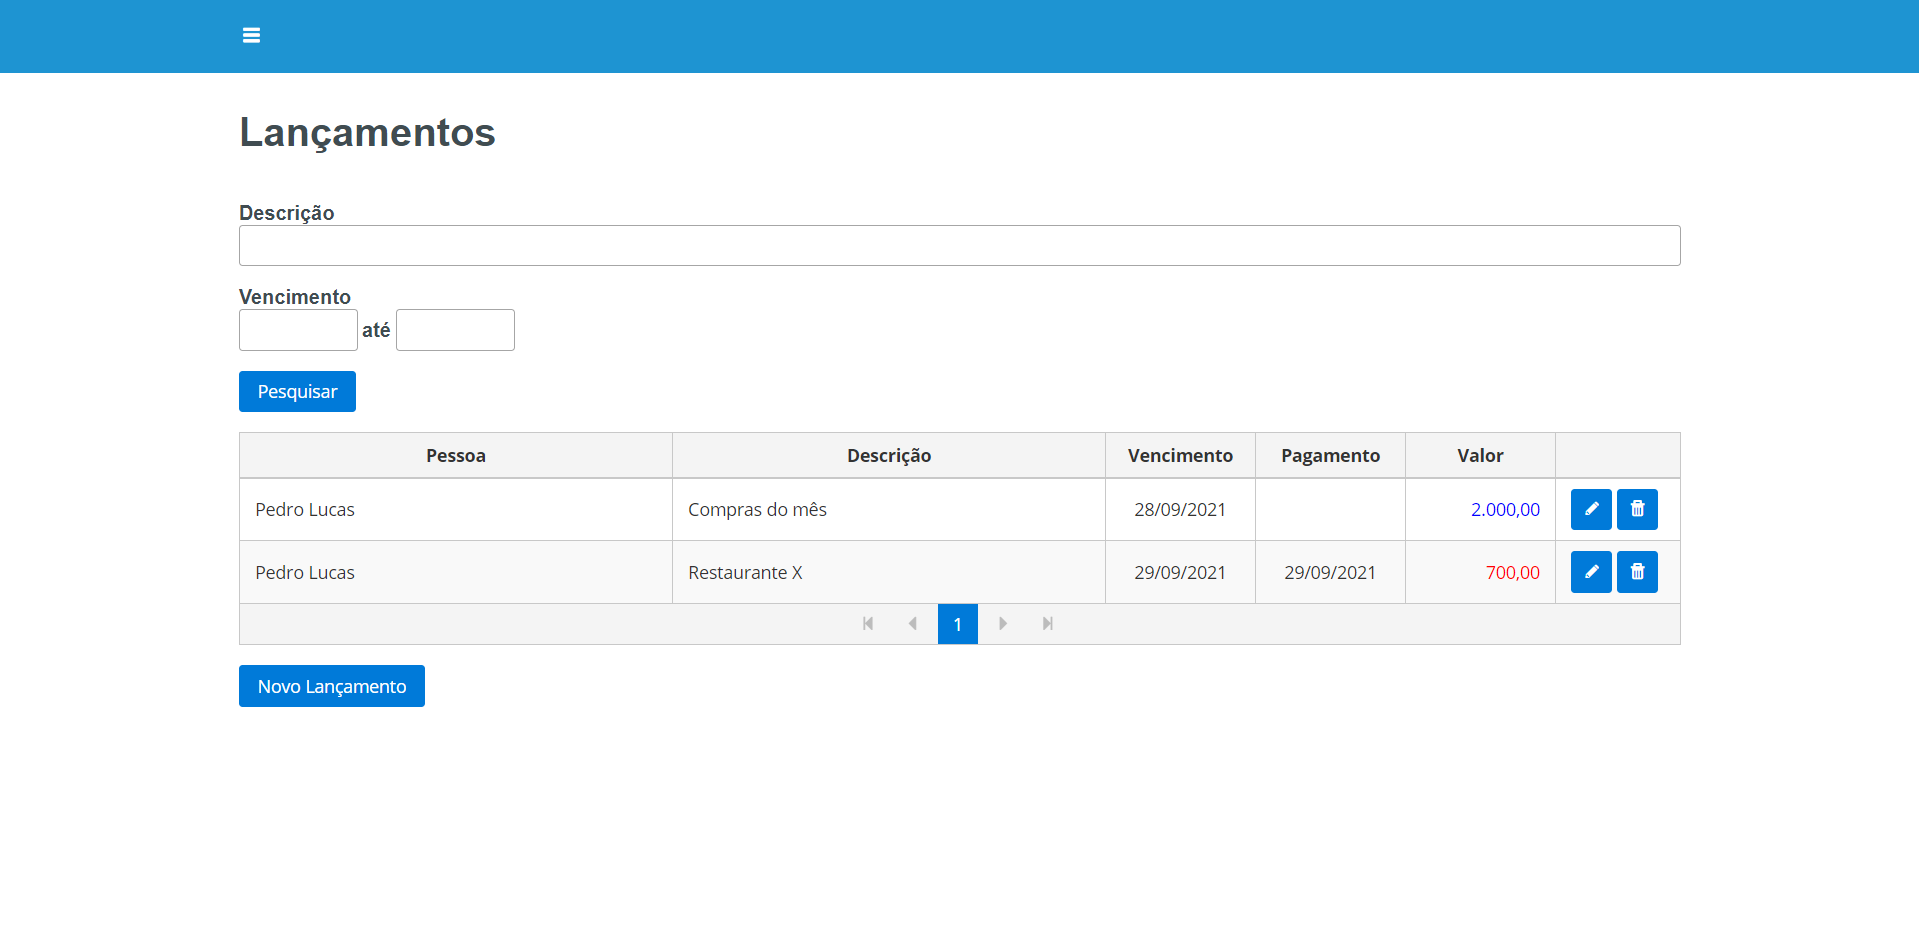 Lançamentos
Descrição
Vencimento
até
Pesquisar
Pessoa Descrição Vencimento Pagamento Valor
Pedro Lucas Compras do mês 28/09/2021 2.000,00
Pedro Lucas Restaurante X 29/09/2021 29/09/2021 700,00
1
Novo Lançamento